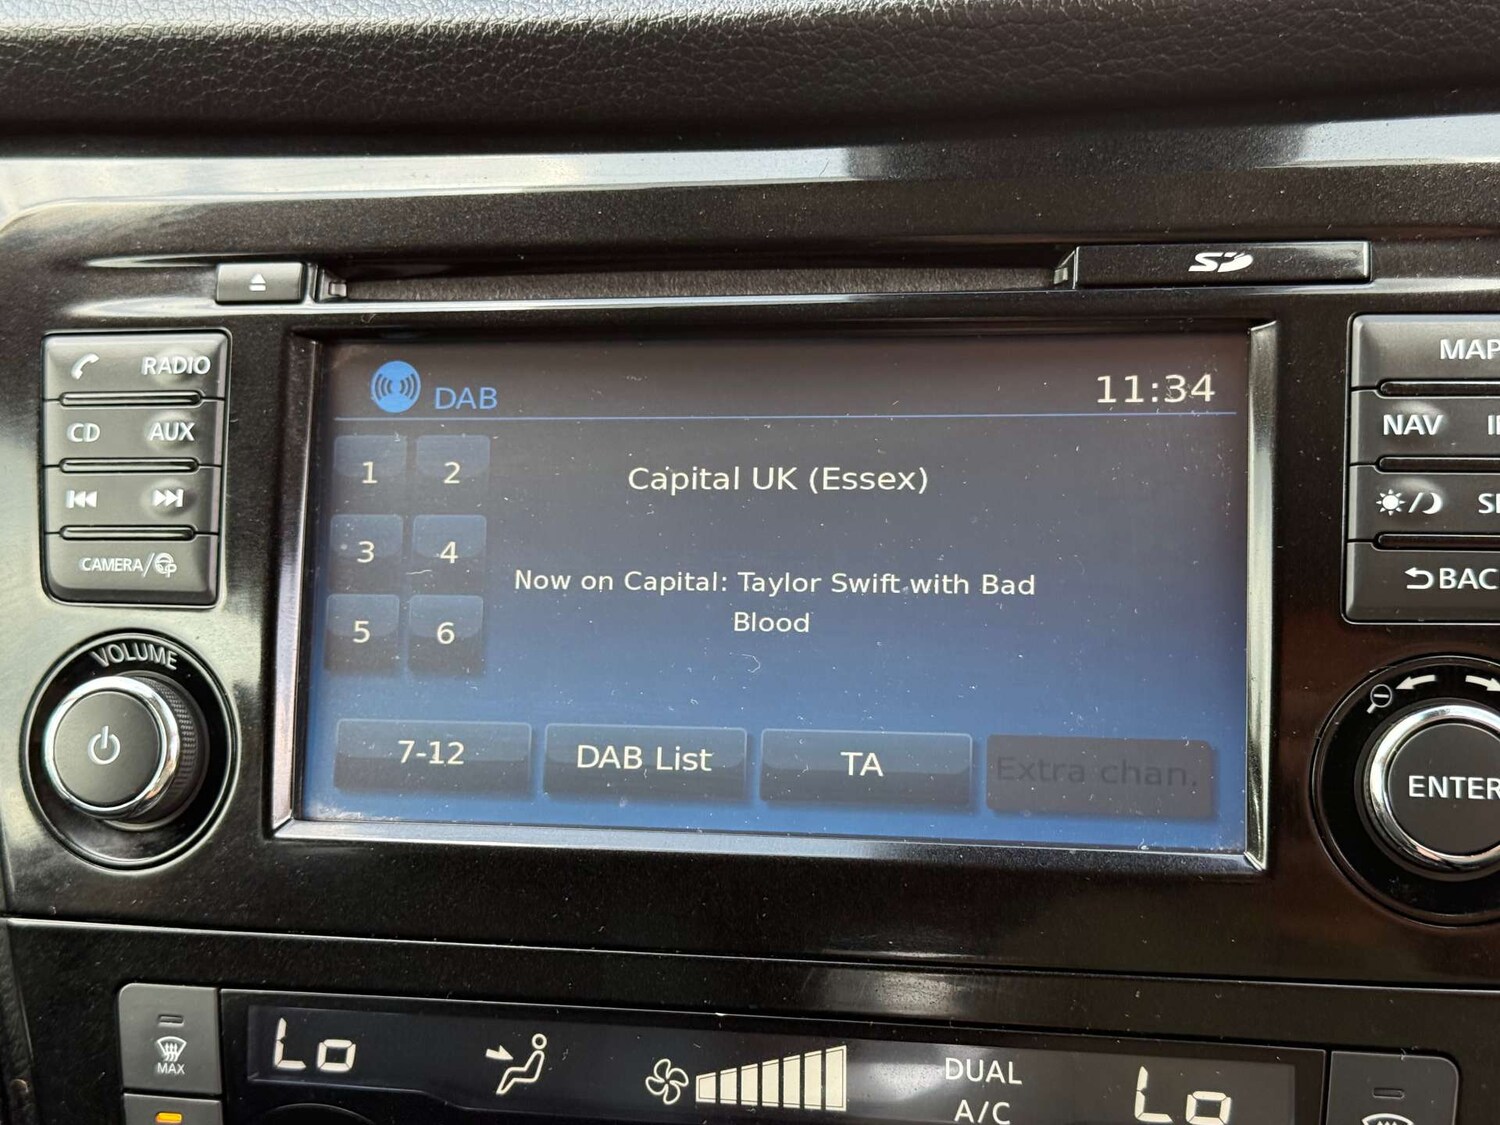 SD
RADIO
CD AUX
CAMERA/
VOLUME
DAB
11:34
1 2
3 4
5 6
Capital UK (Essex)
Now on Capital: Taylor Swift with Bad
Blood
7-12
DAB List
TA
Extra chan.
MAP
NAV
BAC
ENTER
MAX
Lo
DUAL
A/C
Lo